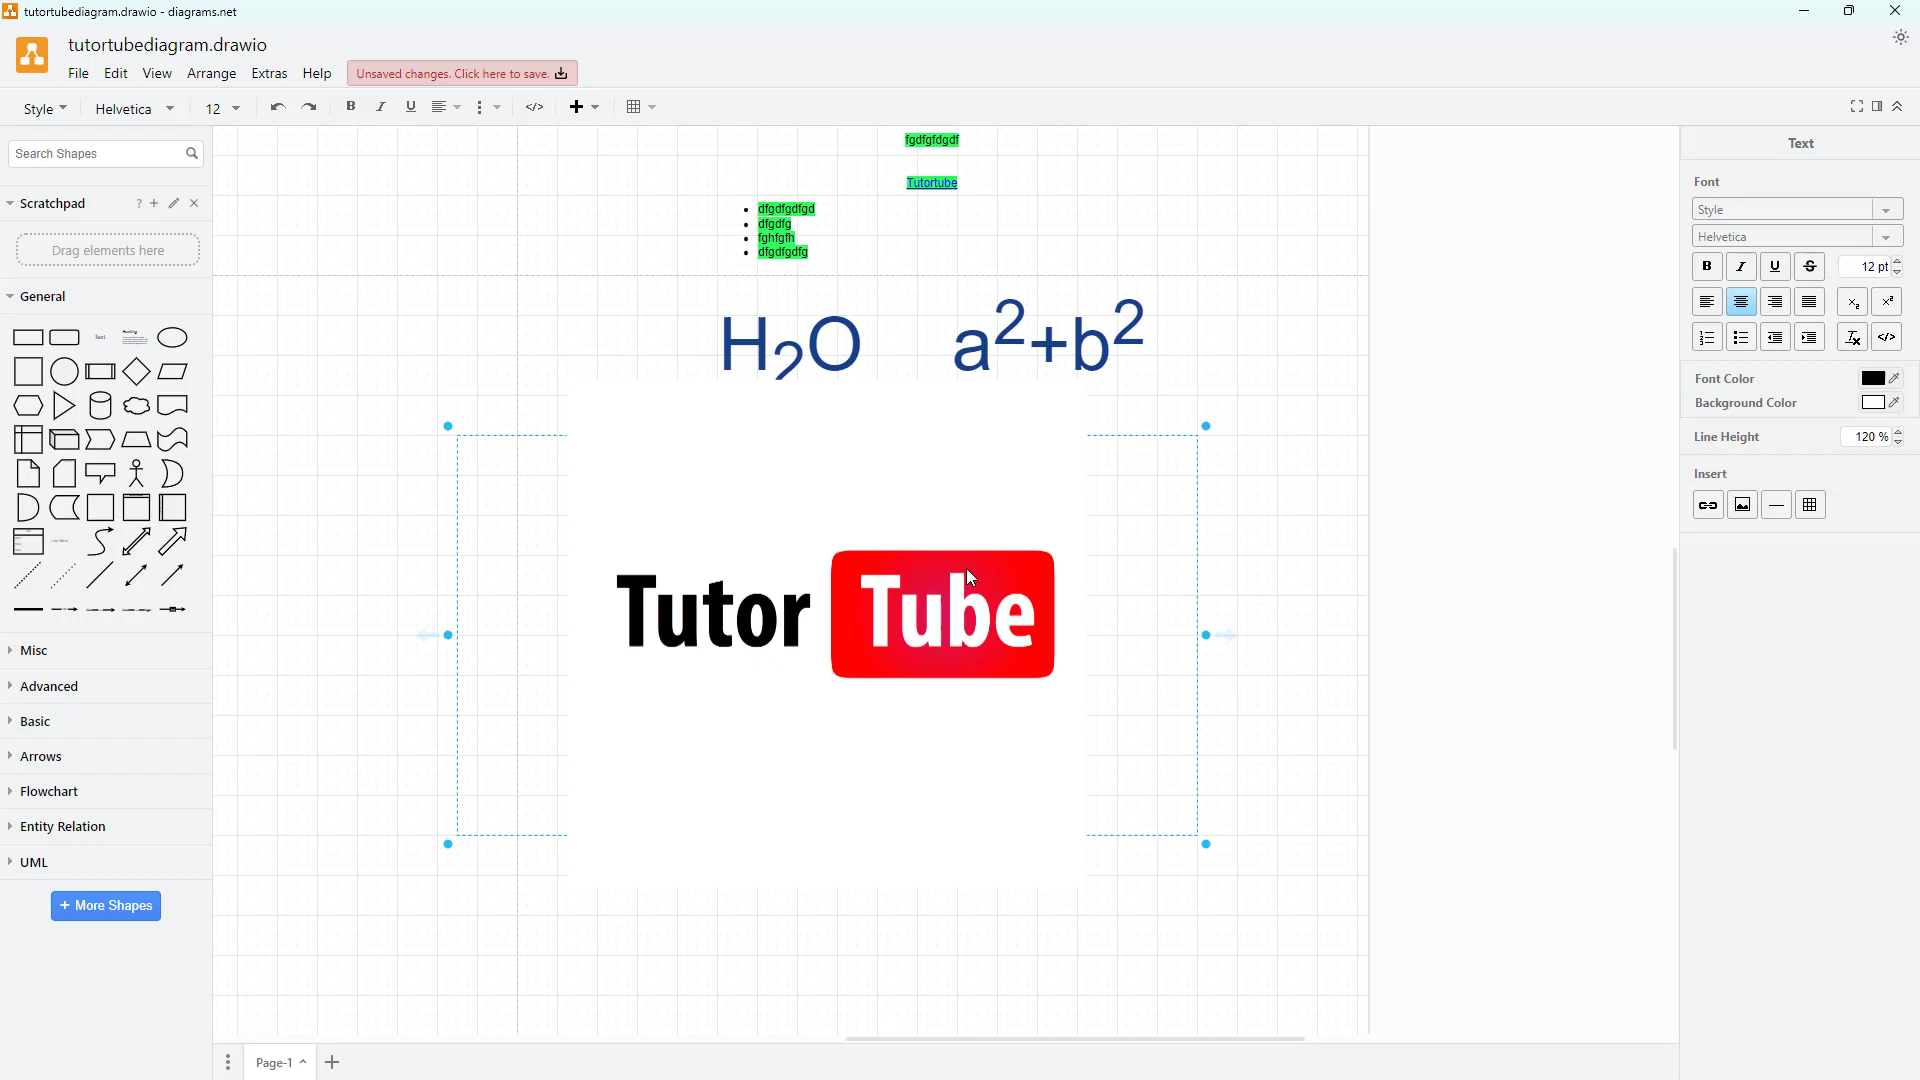 tutortubediagram.drawio - diagrams.net
tutortubediagram.drawio
File Edit View Arrange Extras Help Unsaved changes. Click here to save.
Style Helvetica 12 B I U </>
Search Shapes
Scratchpad ? + 
Drag elements here
General
Text Heading
Misc
Advanced
Basic
Arrows
Flowchart
Entity Relation
UML
+ More Shapes
fgdfgfdgdf
Tutortube
• dfgdfgdfgd
• dfgdfg
• fghfgfh
• dfgdfgdfg
H₂O a²+b²
Tutor Tube
Page-1
Text
Font
Style
Helvetica
B I U S 12 pt
Font Color
Background Color
Line Height 120 %
Insert